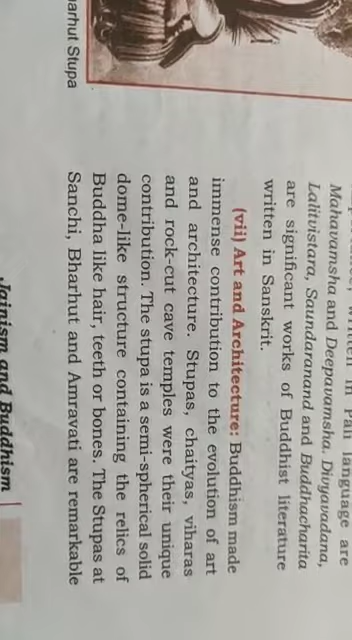 written in Pali language are
Mahavamsha and Deepavamsha. Divyavadana,
Lalitvistara, Saundaranand and Buddhacharita
are significant works of Buddhist literature
written in Sanskrit.
(vii) Art and Architecture: Buddhism made
immense contribution to the evolution of art
and architecture. Stupas, chaityas, viharas
and rock-cut cave temples were their unique
contribution. The stupa is a semi-spherical solid
dome-like structure containing the relics of
Buddha like hair, teeth or bones. The Stupas at
Sanchi, Bharhut and Amravati are remarkable
arhut Stupa
Jainism and Buddhism